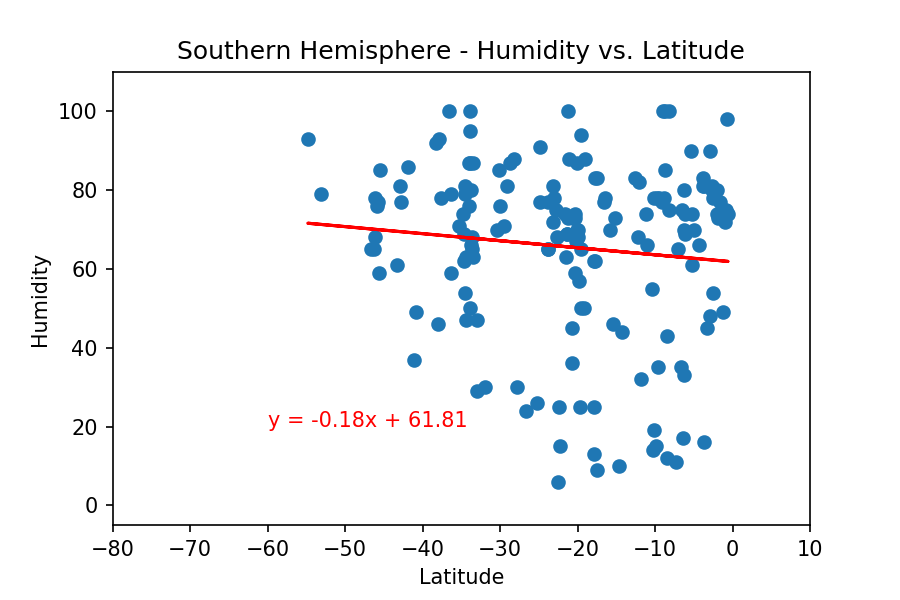 Southern Hemisphere - Humidity vs. Latitude
100
80
60
40
20
0
Humidity
y = -0.18x + 61.81
−80 −70 −60 −50 −40 −30 −20 −10 0 10
Latitude